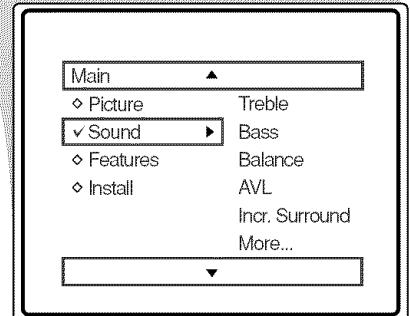 Main
Picture
Sound
Features
Install
Treble
Bass
Balance
AVL
Incr. Surround
More...